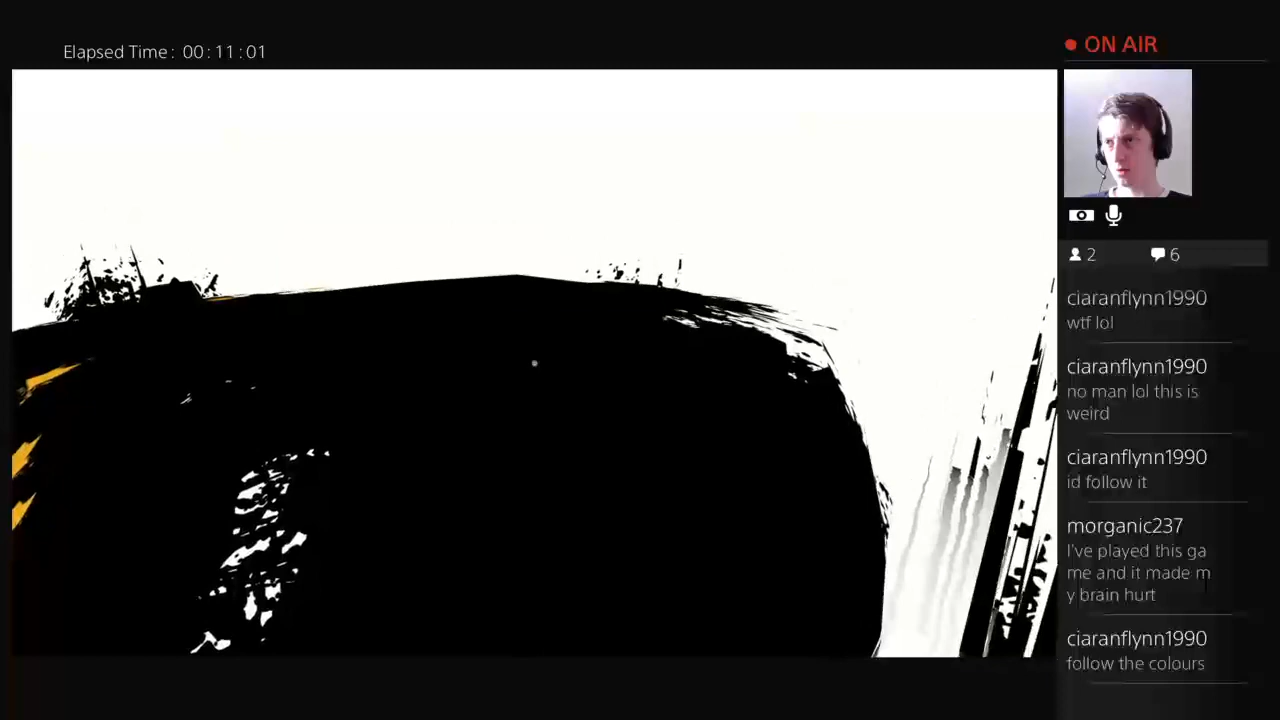 Elapsed Time: 00:11:01
ON AIR
2
6
ciaranflynn1990
wtf lol
ciaranflynn1990
no man lol this is
weird
ciaranflynn1990
id follow it
morganic237
I've played this ga
me and it made m
y brain hurt
ciaranflynn1990
follow the colours